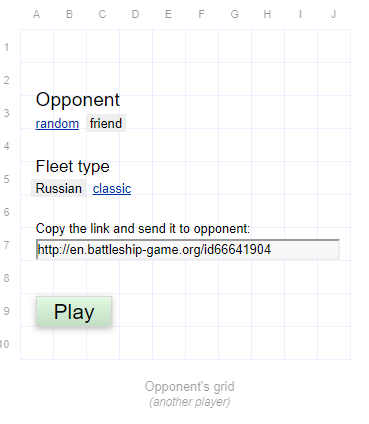 A B C D E F G H I J
1
2
Opponent
3
random friend
4
Fleet type
5
Russian classic
6
Copy the link and send it to opponent:
7
http://en.battleship-game.org/id66641904
8
9
Play
10
Opponent's grid
(another player)